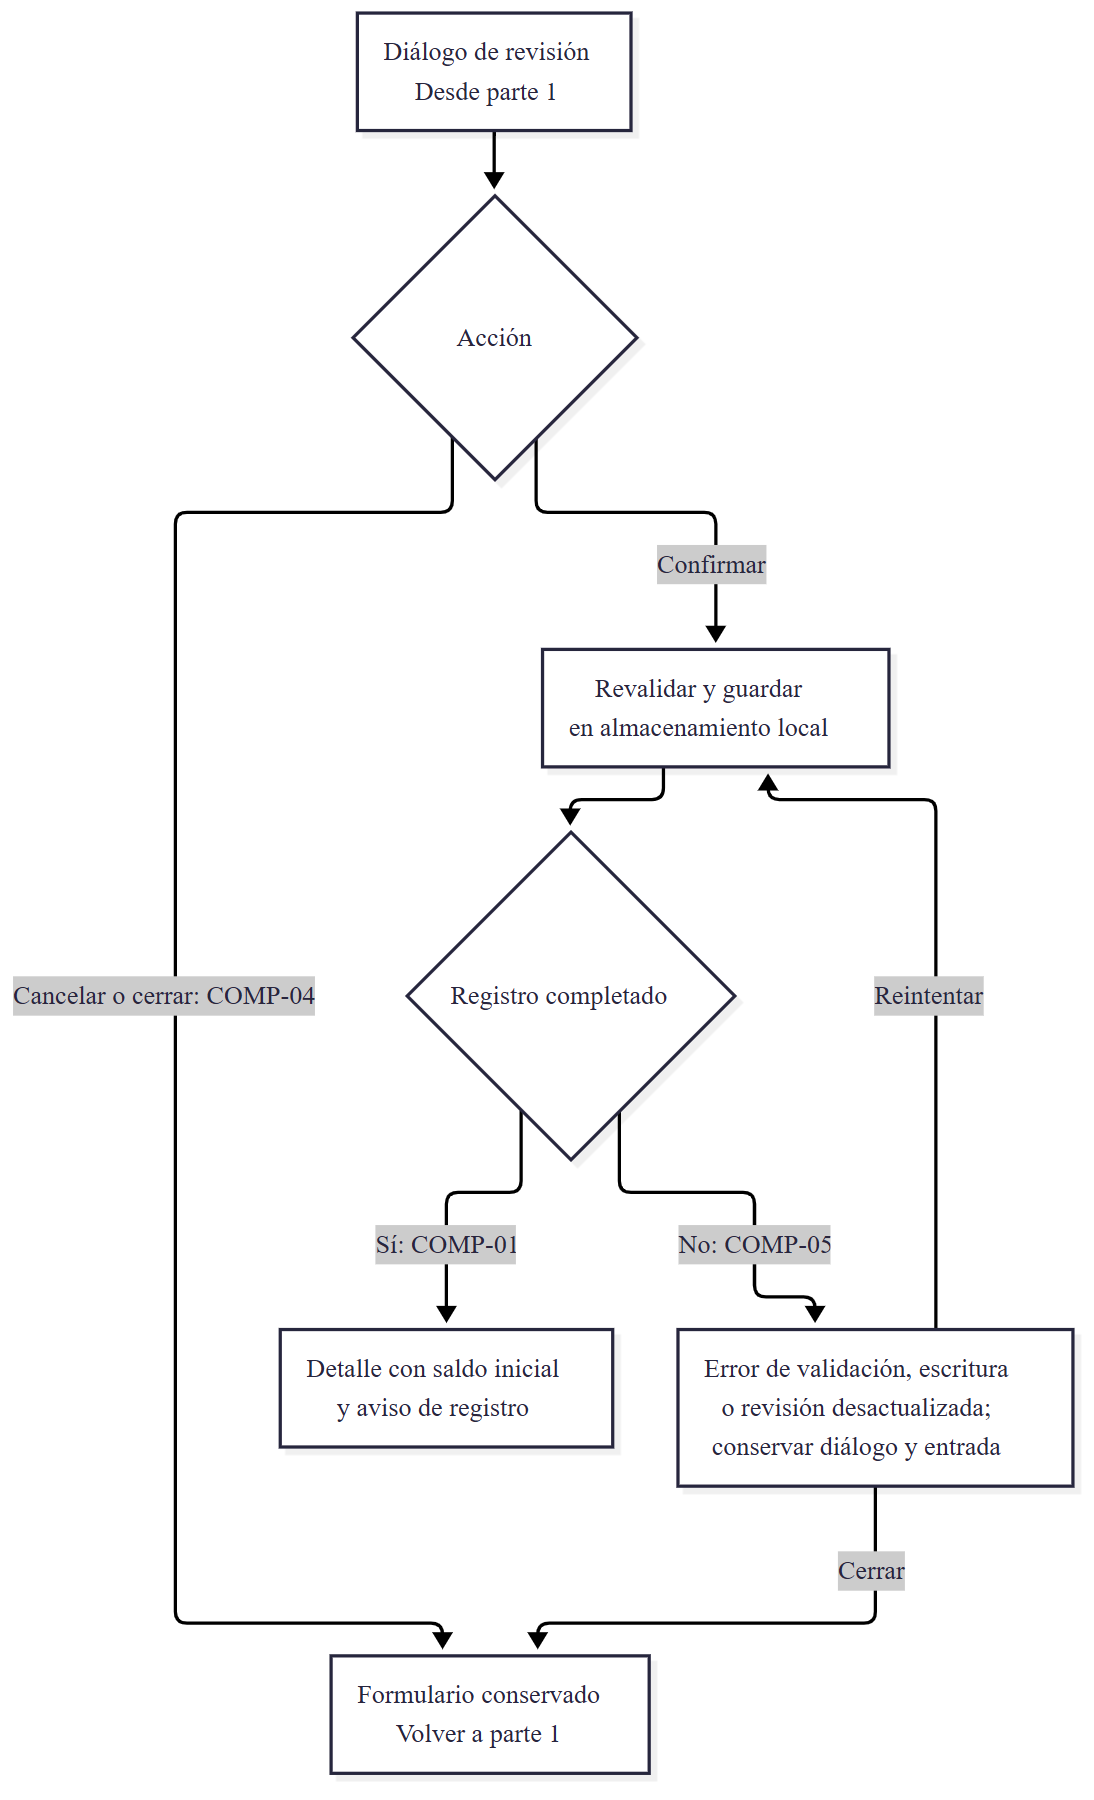 Diálogo de revisión
Desde parte 1
Acción
Confirmar
Revalidar y guardar
en almacenamiento local
Cancelar o cerrar: COMP-04
Registro completado
Reintentar
Sí: COMP-01
No: COMP-05
Detalle con saldo inicial
y aviso de registro
Error de validación, escritura
o revisión desactualizada;
conservar diálogo y entrada
Cerrar
Formulario conservado
Volver a parte 1